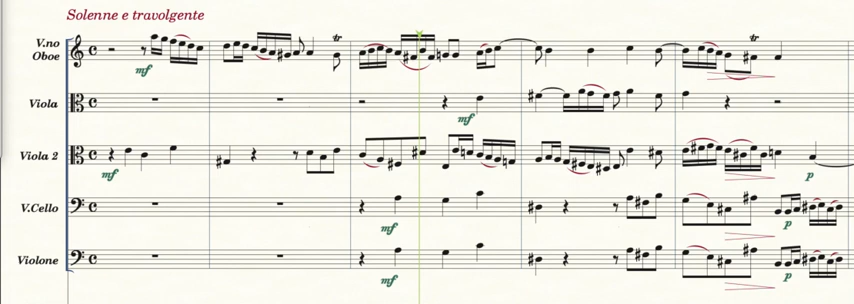 Solenne e travolgente
V.no
Oboe
mf
tr
tr
Viola
mf
Viola 2
mf
p
V.Cello
mf
p
Violone
mf
p